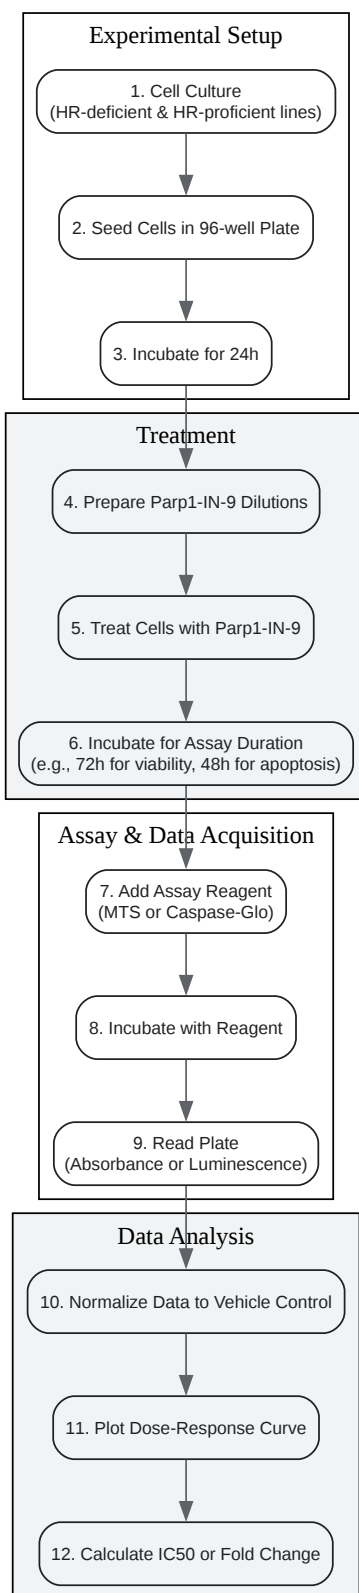 Experimental Setup
1. Cell Culture
(HR-deficient & HR-proficient lines)
2. Seed Cells in 96-well Plate
3. Incubate for 24h
Treatment
4. Prepare Parp1-IN-9 Dilutions
5. Treat Cells with Parp1-IN-9
6. Incubate for Assay Duration
(e.g., 72h for viability, 48h for apoptosis)
Assay & Data Acquisition
7. Add Assay Reagent
(MTS or Caspase-Glo)
8. Incubate with Reagent
9. Read Plate
(Absorbance or Luminescence)
Data Analysis
10. Normalize Data to Vehicle Control
11. Plot Dose-Response Curve
12. Calculate IC50 or Fold Change